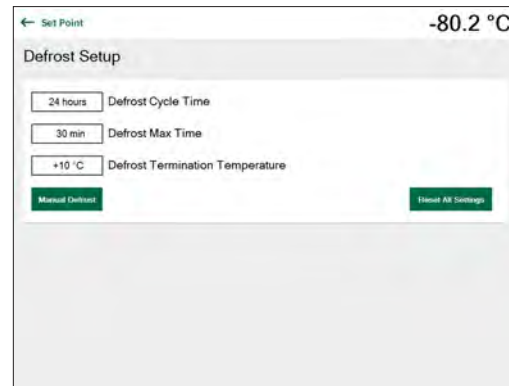 ← Set Point
-80.2 °C
Defrost Setup
24 hours Defrost Cycle Time
30 min Defrost Max Time
+10 °C Defrost Termination Temperature
Manual Defrost
Reset All Settings